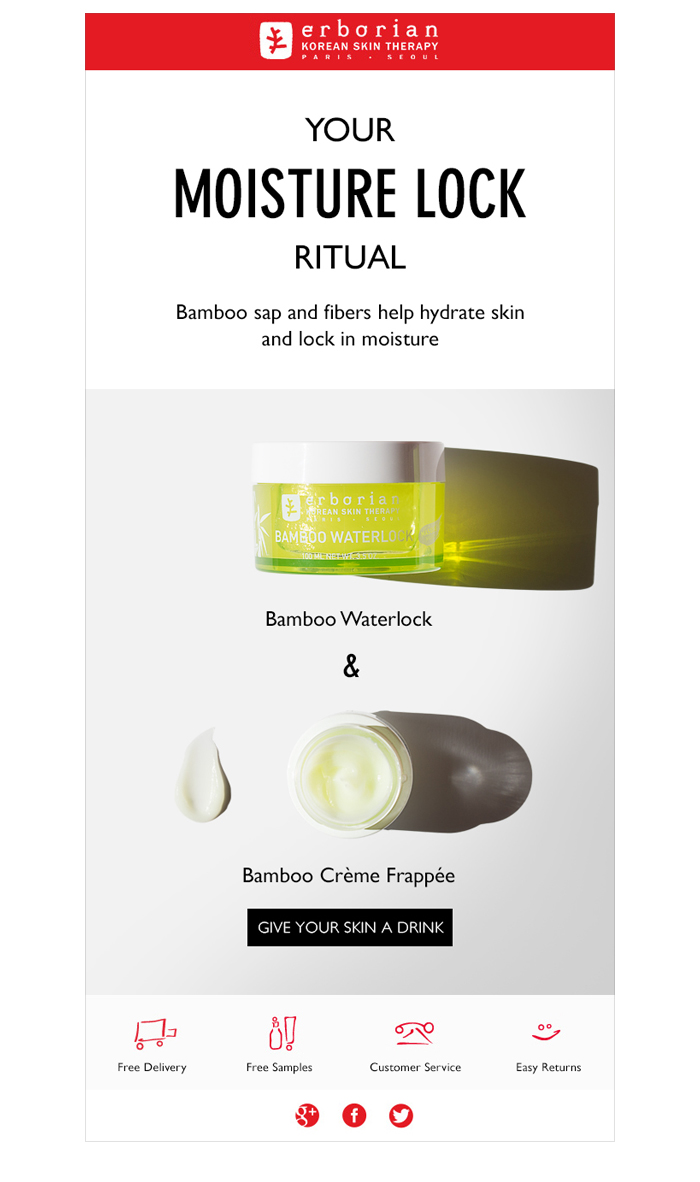 erborian
KOREAN SKIN THERAPY
PARIS · SEOUL
YOUR
MOISTURE LOCK
RITUAL
Bamboo sap and fibers help hydrate skin
and lock in moisture
erborian
KOREAN SKIN THERAPY
PARIS · SEOUL
BAMBOO WATERLOCK
Bamboo Waterlock
&
Bamboo Crème Frappée
GIVE YOUR SKIN A DRINK
Free Delivery
Free Samples
Customer Service
Easy Returns
g+
f